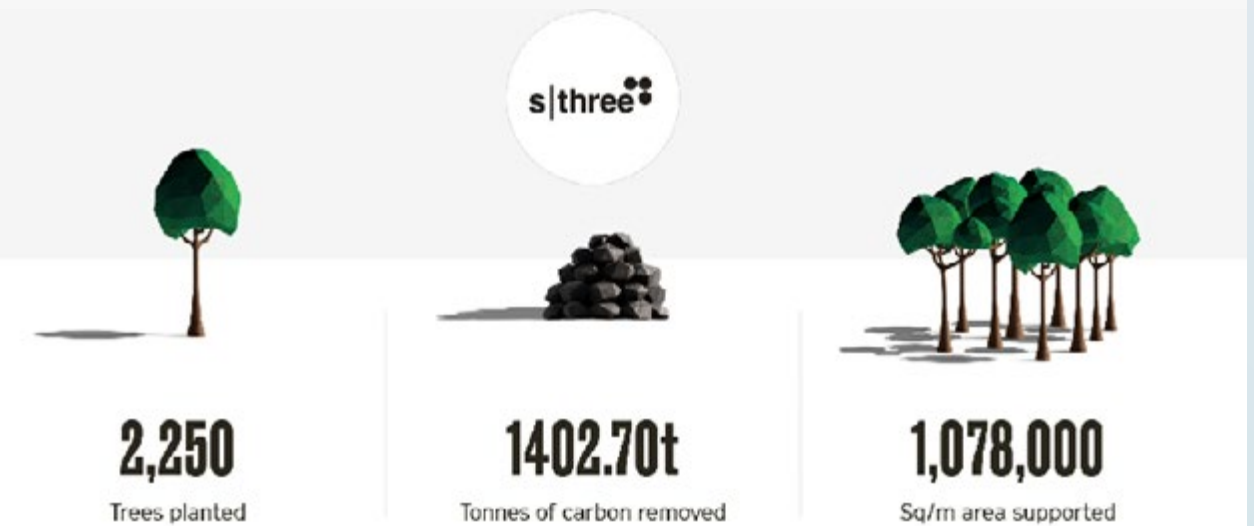 s|three
2,250
Trees planted
1402.70t
Tonnes of carbon removed
1,078,000
Sq/m area supported